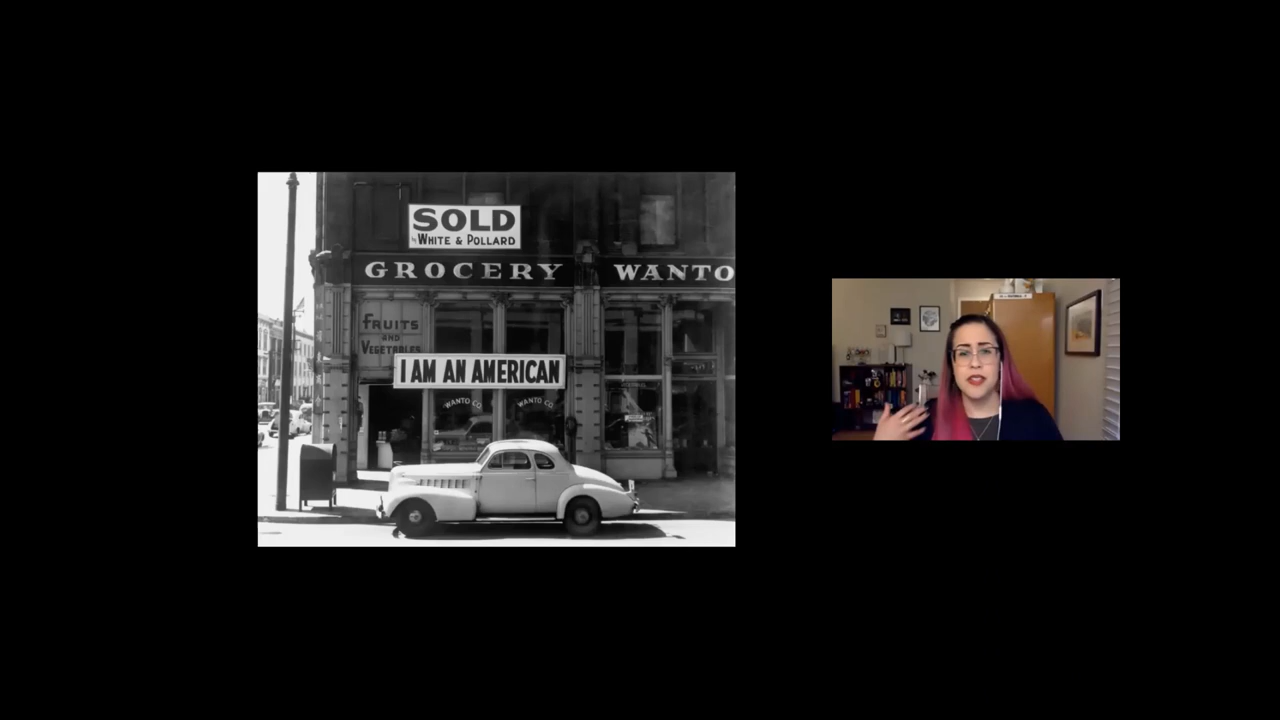 SOLD
by WHITE & POLLARD
GROCERY WANTO
FRUITS
AND
VEGETABLES
I AM AN AMERICAN
WANTO CO
WANTO CO